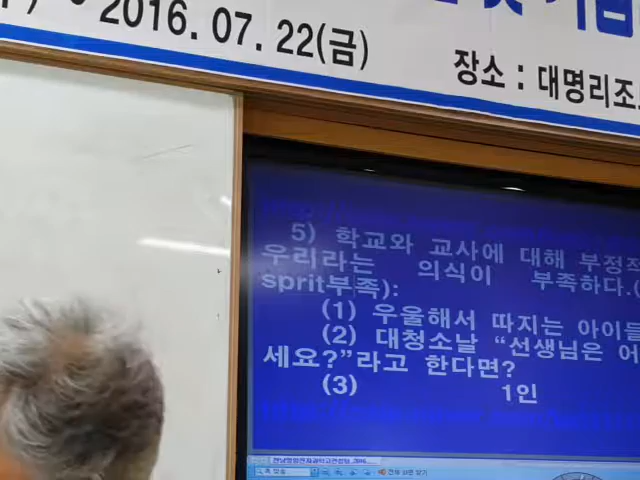 2016. 07. 22(금)
장소 : 대명리조
5) 학교와 교사에 대해 부정적
우리라는 의식이 부족하다.(
sprit부족):
(1) 우울해서 따지는 아이들
(2) 대청소날 “선생님은 어
세요?”라고 한다면?
(3) 1인